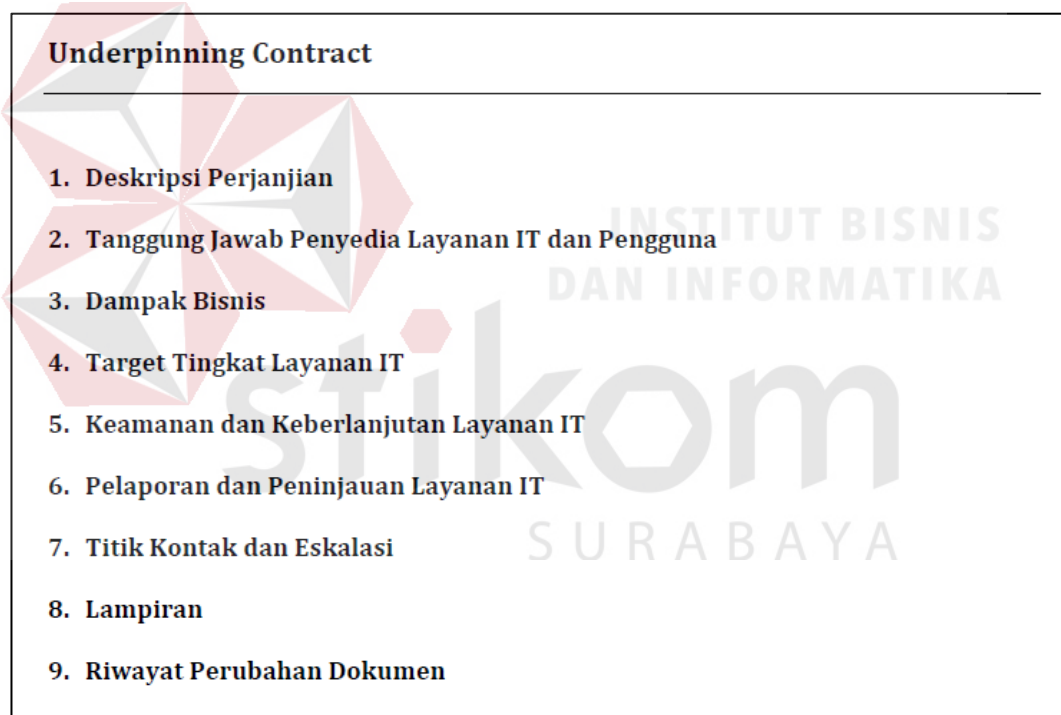 Underpinning Contract
1. Deskripsi Perjanjian
2. Tanggung Jawab Penyedia Layanan IT dan Pengguna
3. Dampak Bisnis
4. Target Tingkat Layanan IT
5. Keamanan dan Keberlanjutan Layanan IT
6. Pelaporan dan Peninjauan Layanan IT
7. Titik Kontak dan Eskalasi
8. Lampiran
9. Riwayat Perubahan Dokumen
INSTITUT BISNIS
DAN INFORMATIKA
stikom
SURABAYA